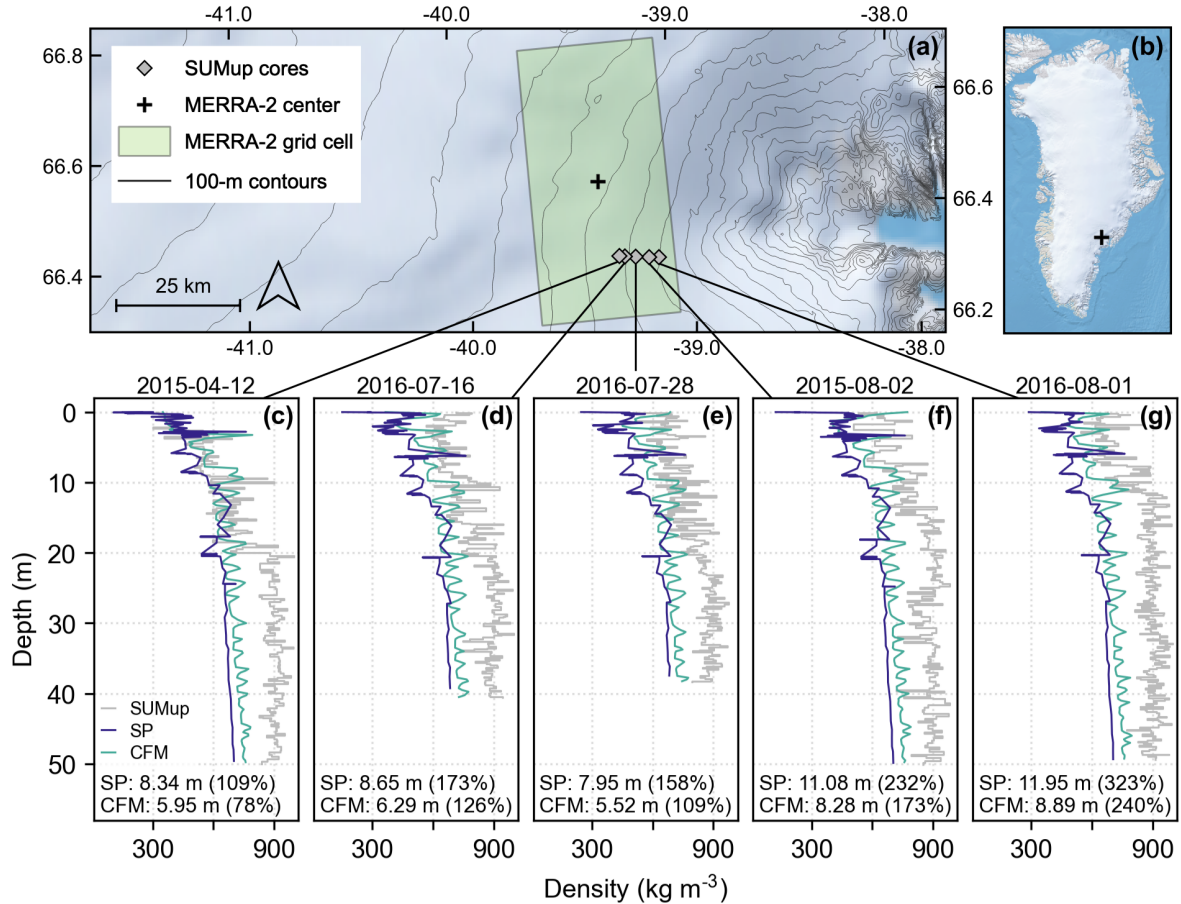 -41.0 -40.0 -39.0 -38.0
66.8
66.6
66.4
(a)
SUMup cores
MERRA-2 center
MERRA-2 grid cell
100-m contours
25 km
66.6
66.4
66.2
-41.0 -40.0 -39.0 -38.0
(b)
2015-04-12 2016-07-16 2016-07-28 2015-08-02 2016-08-01
(c) (d) (e) (f) (g)
0
10
20
30
40
50
Depth (m)
SUMup
SP
CFM
SP: 8.34 m (109%)
CFM: 5.95 m (78%)
SP: 8.65 m (173%)
CFM: 6.29 m (126%)
SP: 7.95 m (158%)
CFM: 5.52 m (109%)
SP: 11.08 m (232%)
CFM: 8.28 m (173%)
SP: 11.95 m (323%)
CFM: 8.89 m (240%)
300 900 300 900 300 900 300 900 300 900
Density (kg m⁻³)